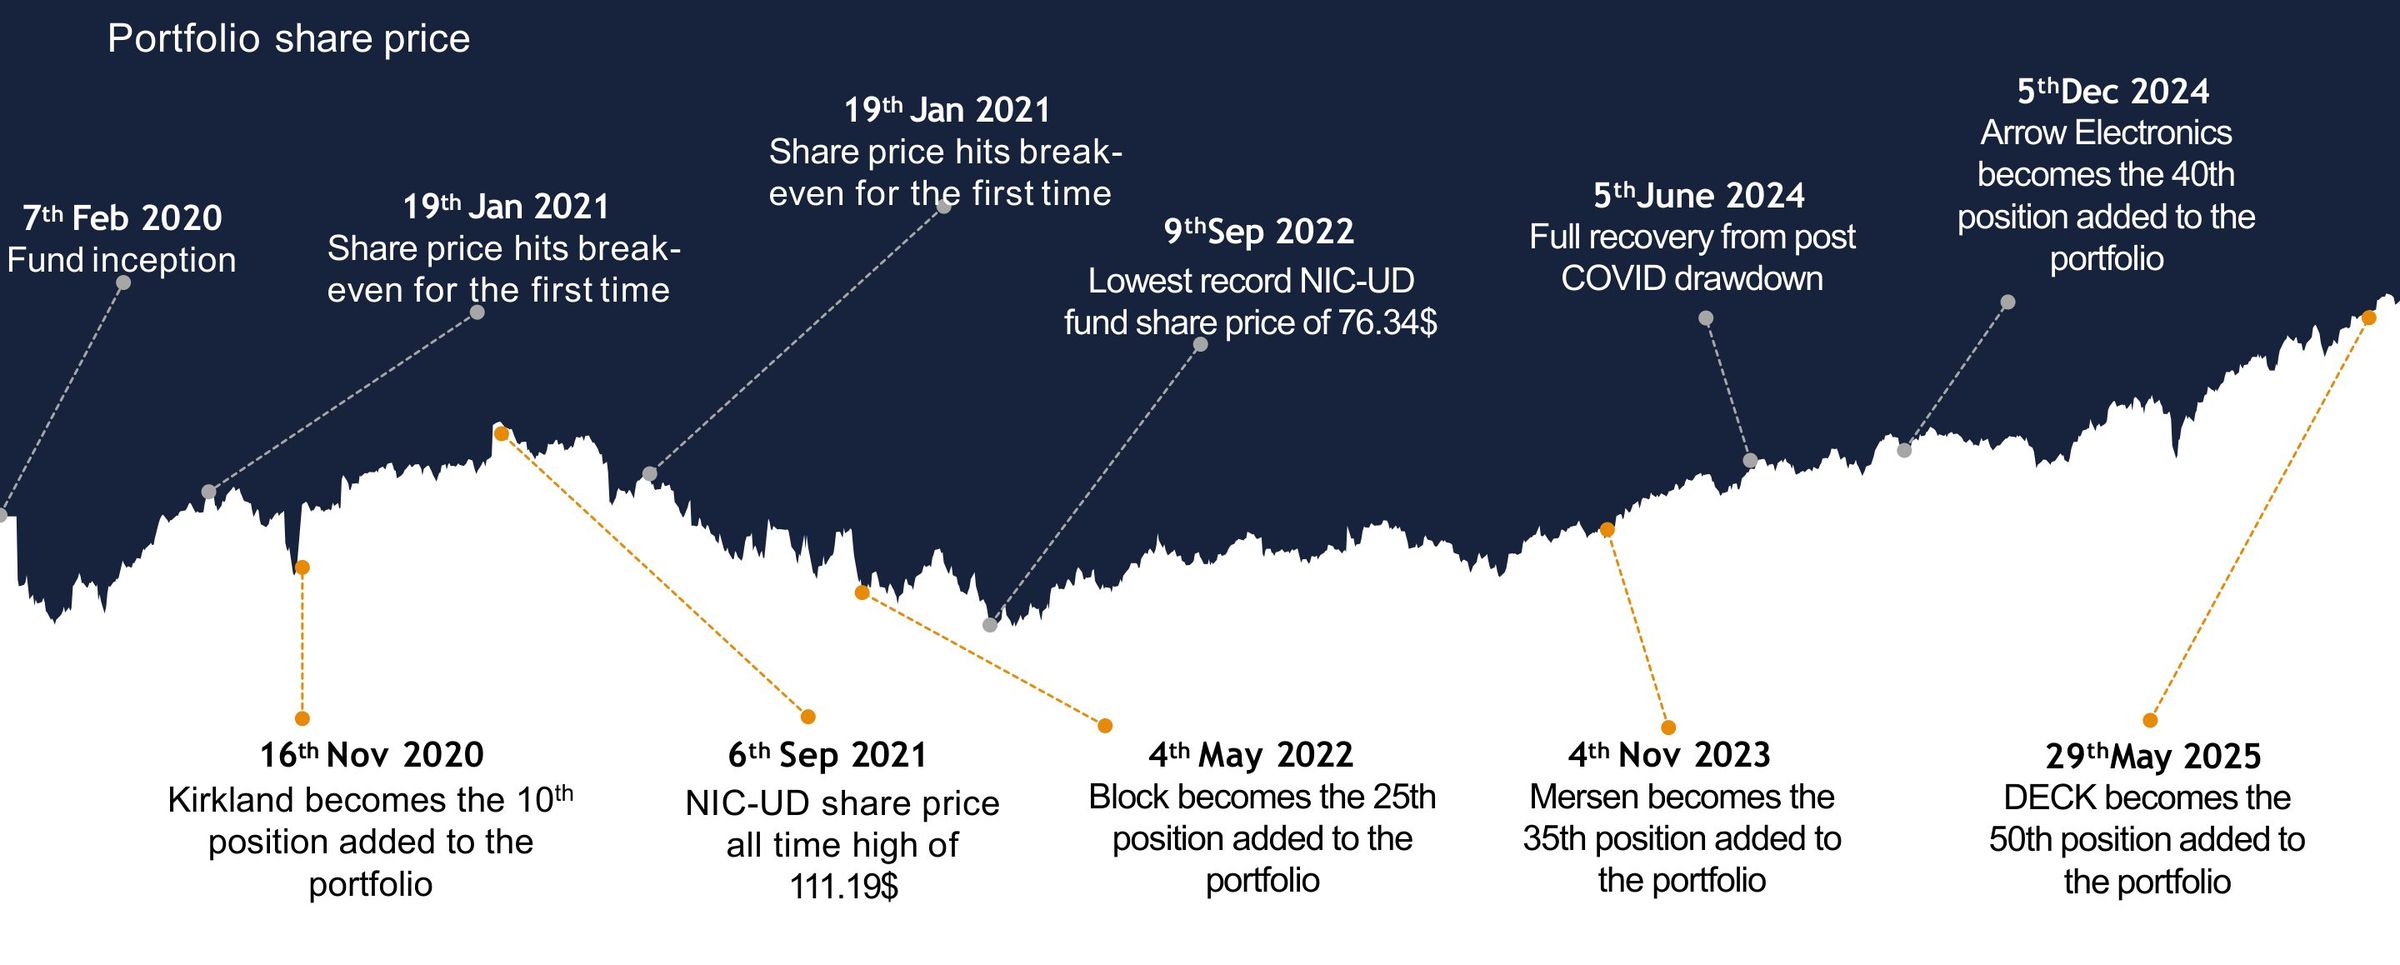 Portfolio share price
7th Feb 2020
Fund inception
19th Jan 2021
Share price hits break-
even for the first time
19th Jan 2021
Share price hits break-
even for the first time
9thSep 2022
Lowest record NIC-UD
fund share price of 76.34$
5thJune 2024
Full recovery from post
COVID drawdown
5thDec 2024
Arrow Electronics
becomes the 40th
position added to the
portfolio
16th Nov 2020
Kirkland becomes the 10th
position added to the
portfolio
6th Sep 2021
NIC-UD share price
all time high of
111.19$
4th May 2022
Block becomes the 25th
position added to the
portfolio
4th Nov 2023
Mersen becomes the
35th position added to
the portfolio
29thMay 2025
DECK becomes the
50th position added to
the portfolio